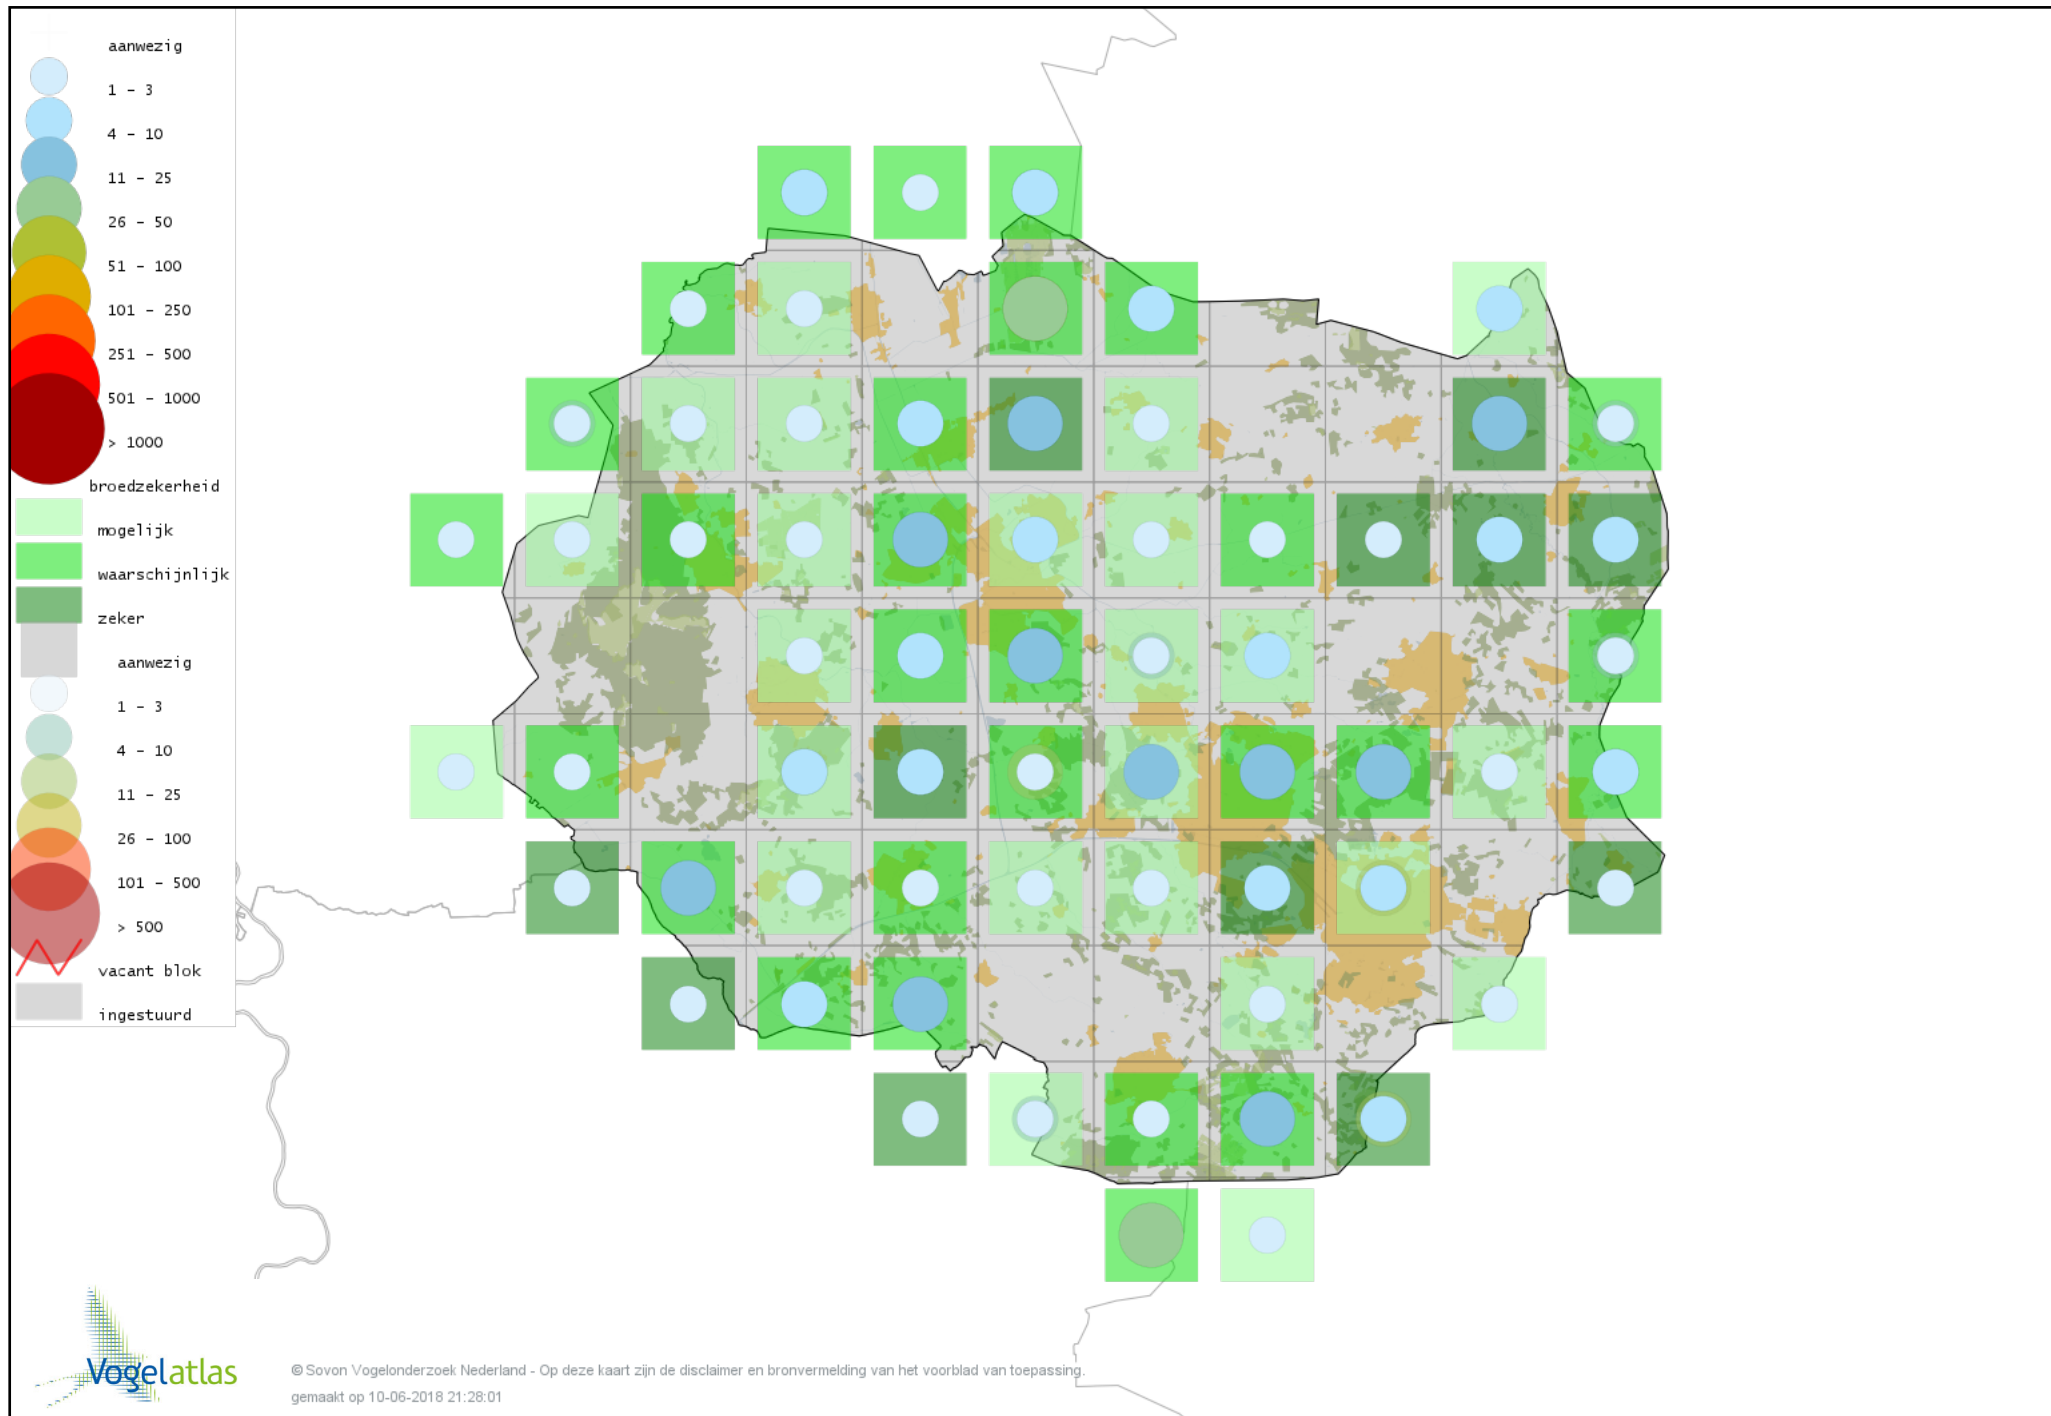 aanwezig
1 - 3
4 - 10
11 - 25
26 - 50
51 - 100
101 - 250
251 - 500
501 - 1000
> 1000
broedzekerheid
mogelijk
waarschijnlijk
zeker
aanwezig
1 - 3
4 - 10
11 - 25
26 - 100
101 - 500
> 500
vacant blok
ingestuurd
Vogelatlas
© Sovon Vogelonderzoek Nederland - Op deze kaart zijn de disclaimer en bronvermelding van het voorblad van toepassing.
gemaakt op 10-06-2018 21:28:01